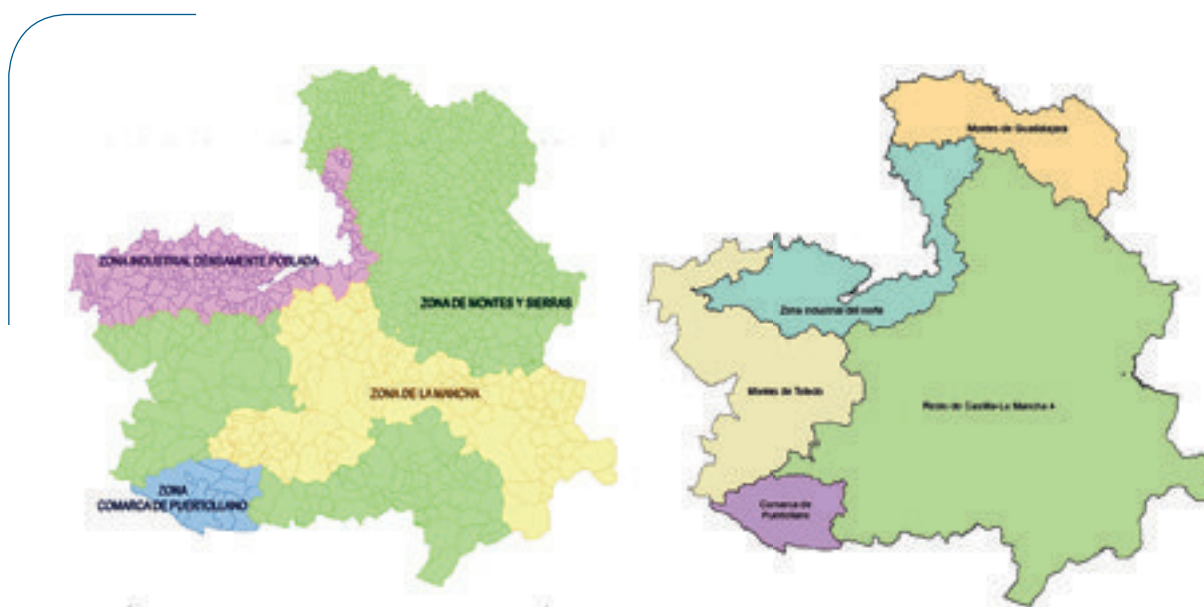 ZONA INDUSTRIAL DENSAMENTE POBLADA
ZONA DE MONTES Y SIERRAS
ZONA DE LA MANCHA
ZONA
COMARCA DE PUERTOLLANO
Montes de Guadalajara
Zona industrial del norte
Montes de Toledo
Resto de Castilla-La Mancha
Comarca de
Puertollano